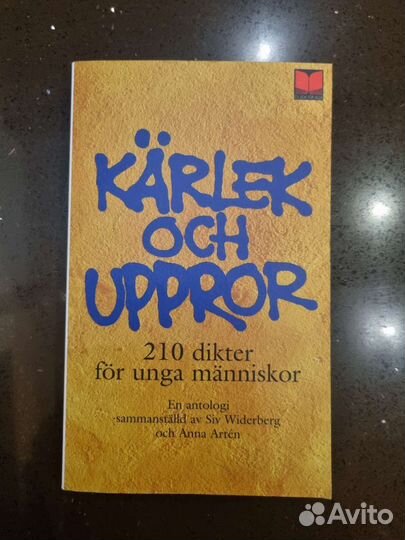 KÄRLEK
OCH
UPPROR
210 dikter
för unga människor
En antologi
sammanställd av Siv Widerberg
och Anna Artén
Avito